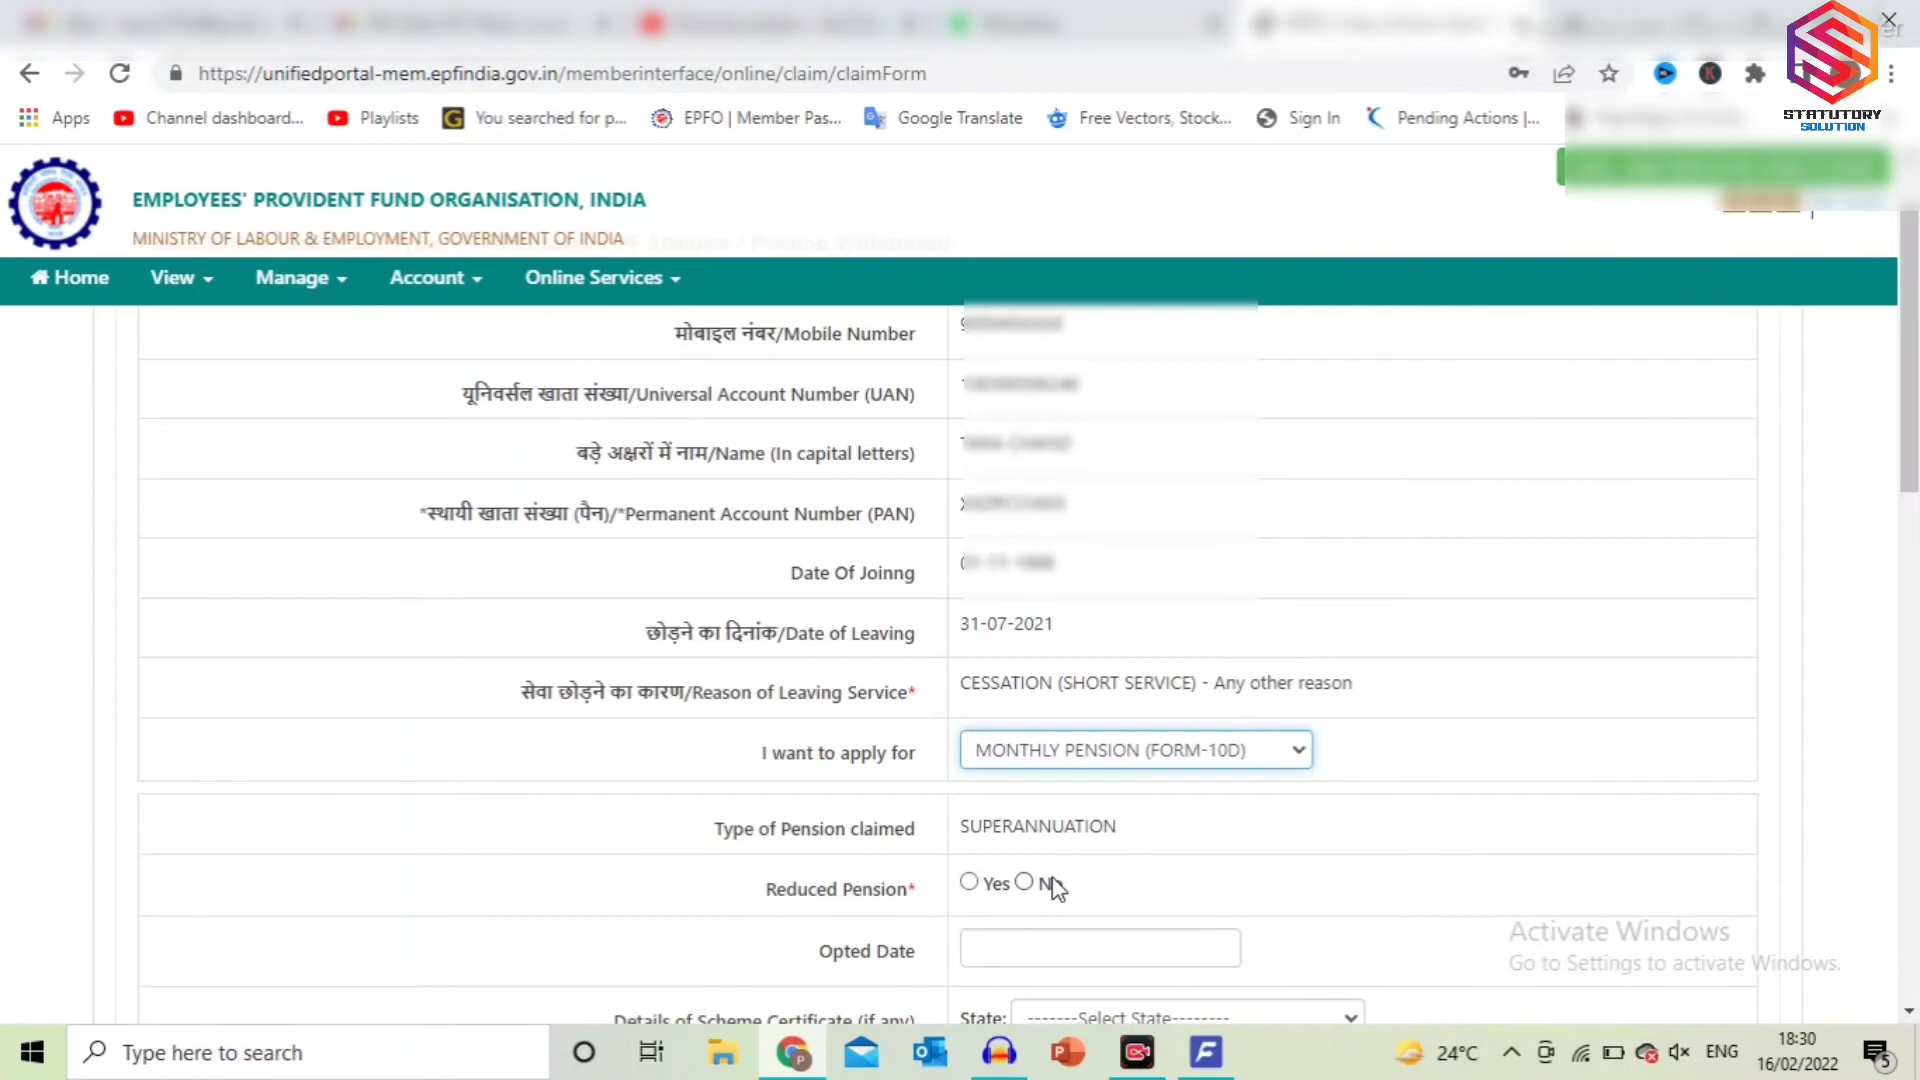 https://unifiedportal-mem.epfindia.gov.in/memberinterface/online/claim/claimForm
STATUTORY
SOLUTION
Apps Channel dashboard... Playlists You searched for p... EPFO | Member Pas... Google Translate Free Vectors, Stock... Sign In Pending Actions |...
EMPLOYEES' PROVIDENT FUND ORGANISATION, INDIA
MINISTRY OF LABOUR & EMPLOYMENT, GOVERNMENT OF INDIA
Home View Manage Account Online Services
मोबाइल नंबर/Mobile Number
यूनिवर्सल खाता संख्या/Universal Account Number (UAN)
बड़े अक्षरों में नाम/Name (In capital letters)
*स्थायी खाता संख्या (पैन)/*Permanent Account Number (PAN)
Date Of Joinng
छोड़ने का दिनांक/Date of Leaving 31-07-2021
सेवा छोड़ने का कारण/Reason of Leaving Service* CESSATION (SHORT SERVICE) - Any other reason
I want to apply for MONTHLY PENSION (FORM-10D)
Type of Pension claimed SUPERANNUATION
Reduced Pension* Yes No
Opted Date
Activate Windows
Go to Settings to activate Windows.
Details of Scheme Certificate (if any) State: -------Select State--------
Type here to search 24°C ENG 18:30
16/02/2022 5